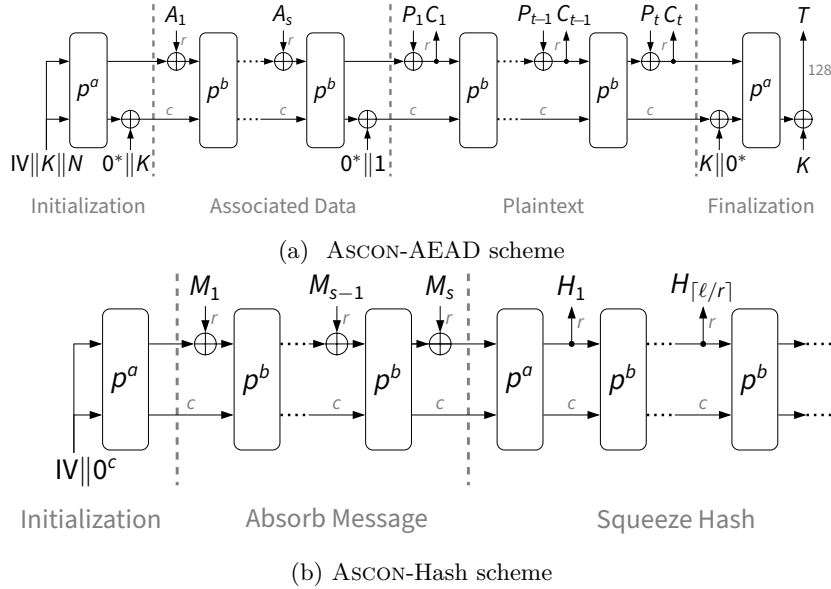 A₁ Aₛ P₁ C₁ Pₜ₋₁ Cₜ₋₁ Pₜ Cₜ T
r r r r r 128
pᵃ pᵇ pᵇ pᵇ pᵇ pᵃ
c c c c c
IV‖K‖N 0*‖K 0*‖1 K‖0* K
Initialization Associated Data Plaintext Finalization
(a) ASCON-AEAD scheme
M₁ Mₛ₋₁ Mₛ H₁ H⌈ℓ/r⌉
r r r r r
pᵃ pᵇ pᵇ pᵃ pᵇ pᵇ
c c c c c
IV‖0ᶜ
Initialization Absorb Message Squeeze Hash
(b) ASCON-Hash scheme